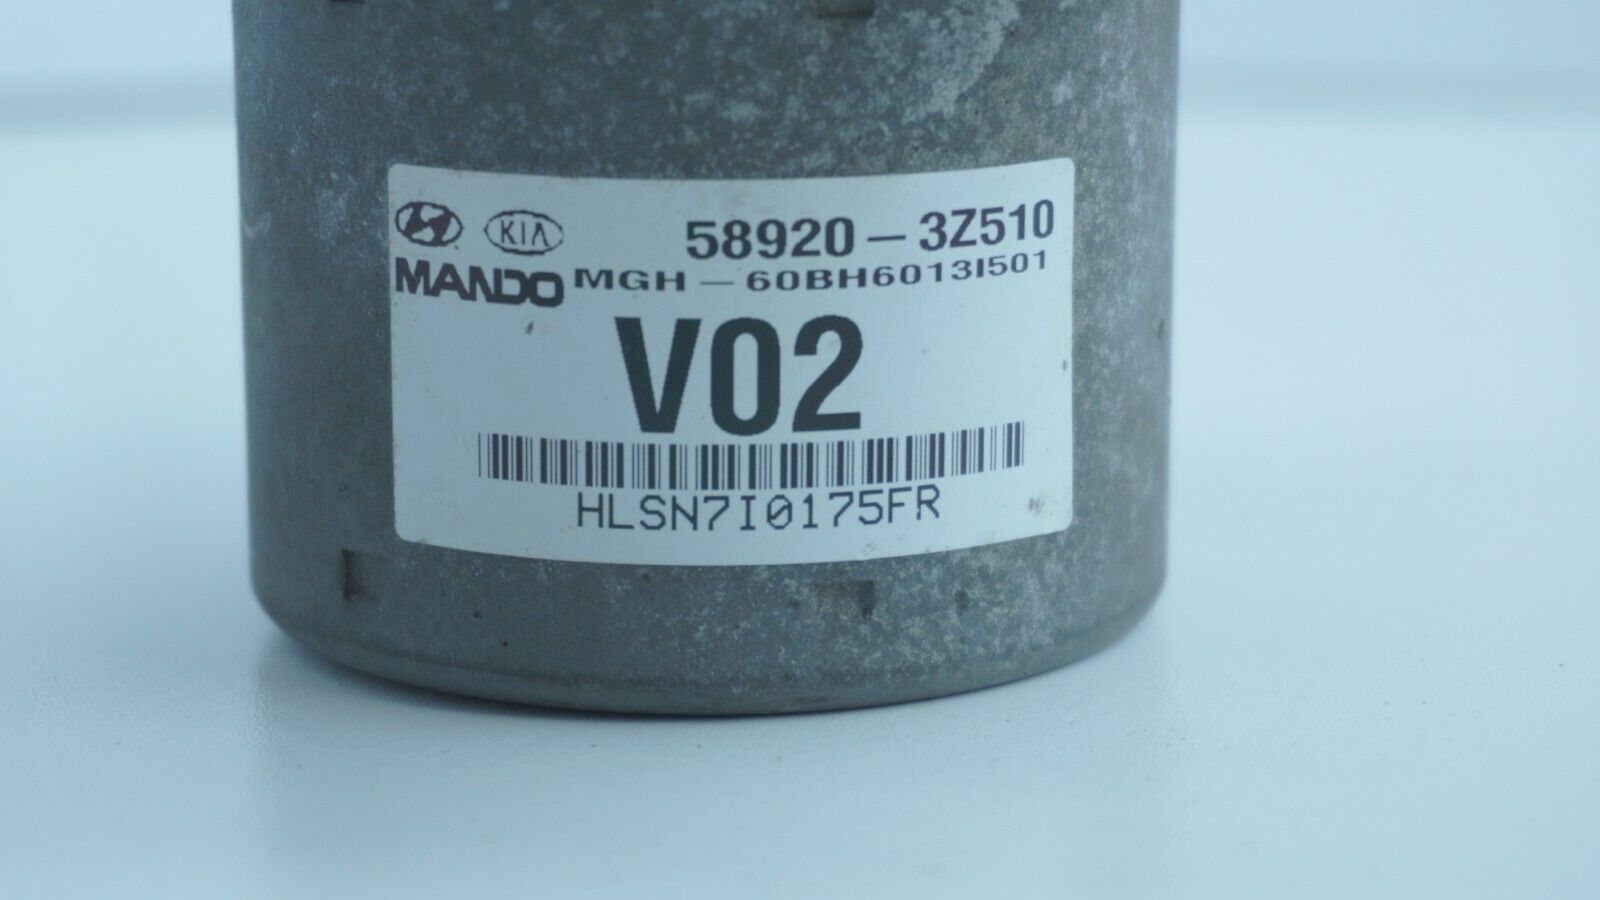 KIA 58920-3Z510
MANDO MGH-60BH6013I501
V02
HLSN7I0175FR